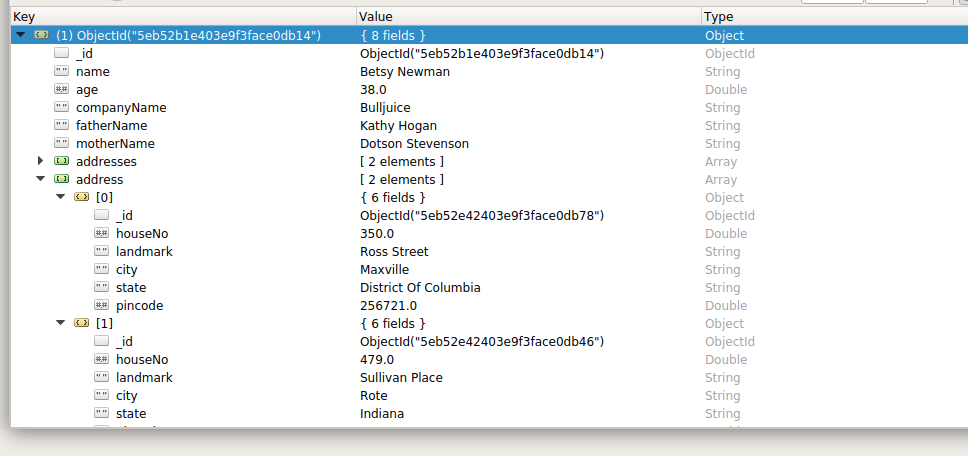 Key Value Type
(1) ObjectId("5eb52b1e403e9f3face0db14") { 8 fields } Object
_id ObjectId("5eb52b1e403e9f3face0db14") ObjectId
"" name Betsy Newman String
## age 38.0 Double
"" companyName Bulljuice String
"" fatherName Kathy Hogan String
"" motherName Dotson Stevenson String
addresses [ 2 elements ] Array
address [ 2 elements ] Array
[0] { 6 fields } Object
_id ObjectId("5eb52e42403e9f3face0db78") ObjectId
## houseNo 350.0 Double
"" landmark Ross Street String
"" city Maxville String
"" state District Of Columbia String
## pincode 256721.0 Double
[1] { 6 fields } Object
_id ObjectId("5eb52e42403e9f3face0db46") ObjectId
## houseNo 479.0 Double
"" landmark Sullivan Place String
"" city Rote String
"" state Indiana String